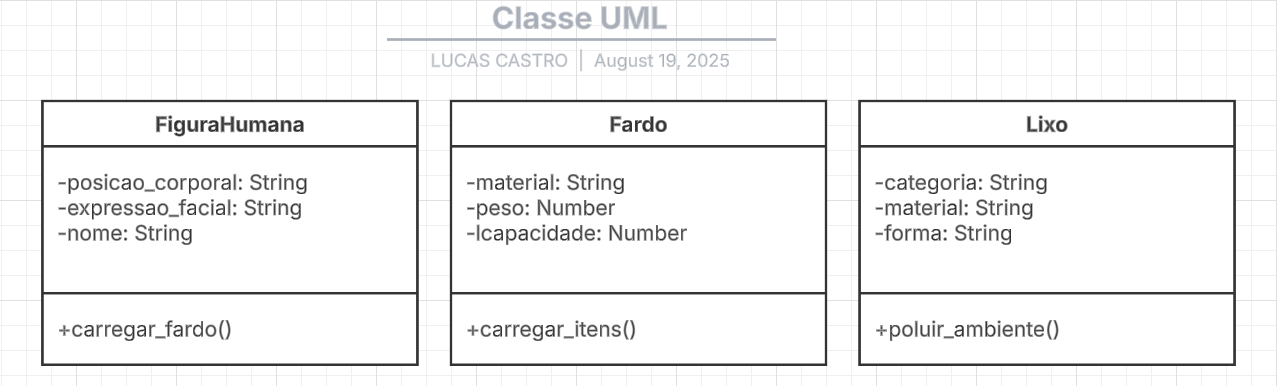 Classe UML
LUCAS CASTRO | August 19, 2025
FiguraHumana
-posicao_corporal: String
-expressao_facial: String
-nome: String
+carregar_fardo()
Fardo
-material: String
-peso: Number
-lcapacidade: Number
+carregar_itens()
Lixo
-categoria: String
-material: String
-forma: String
+poluir_ambiente()